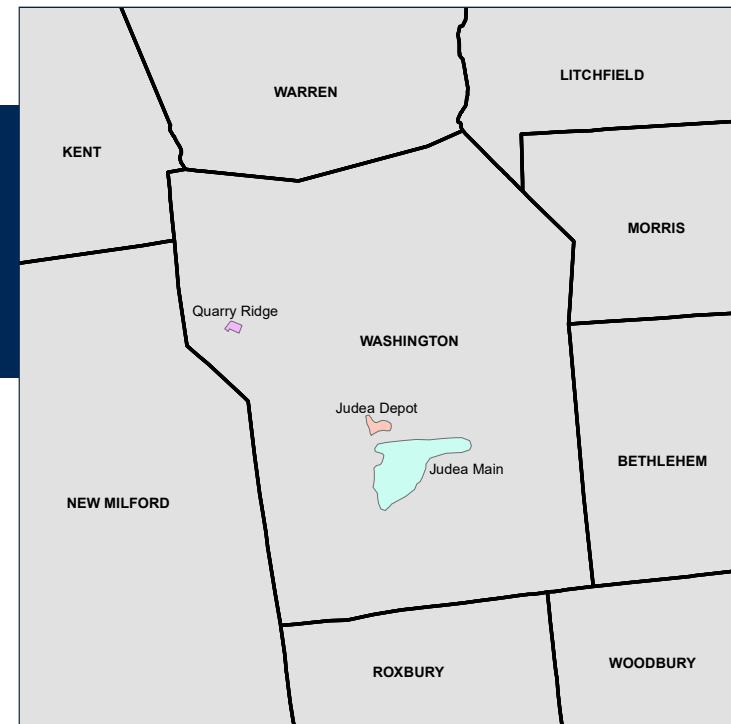 LITCHFIELD
WARREN
KENT
MORRIS
Quarry Ridge
WASHINGTON
Judea Depot
Judea Main
BETHLEHEM
NEW MILFORD
ROXBURY
WOODBURY